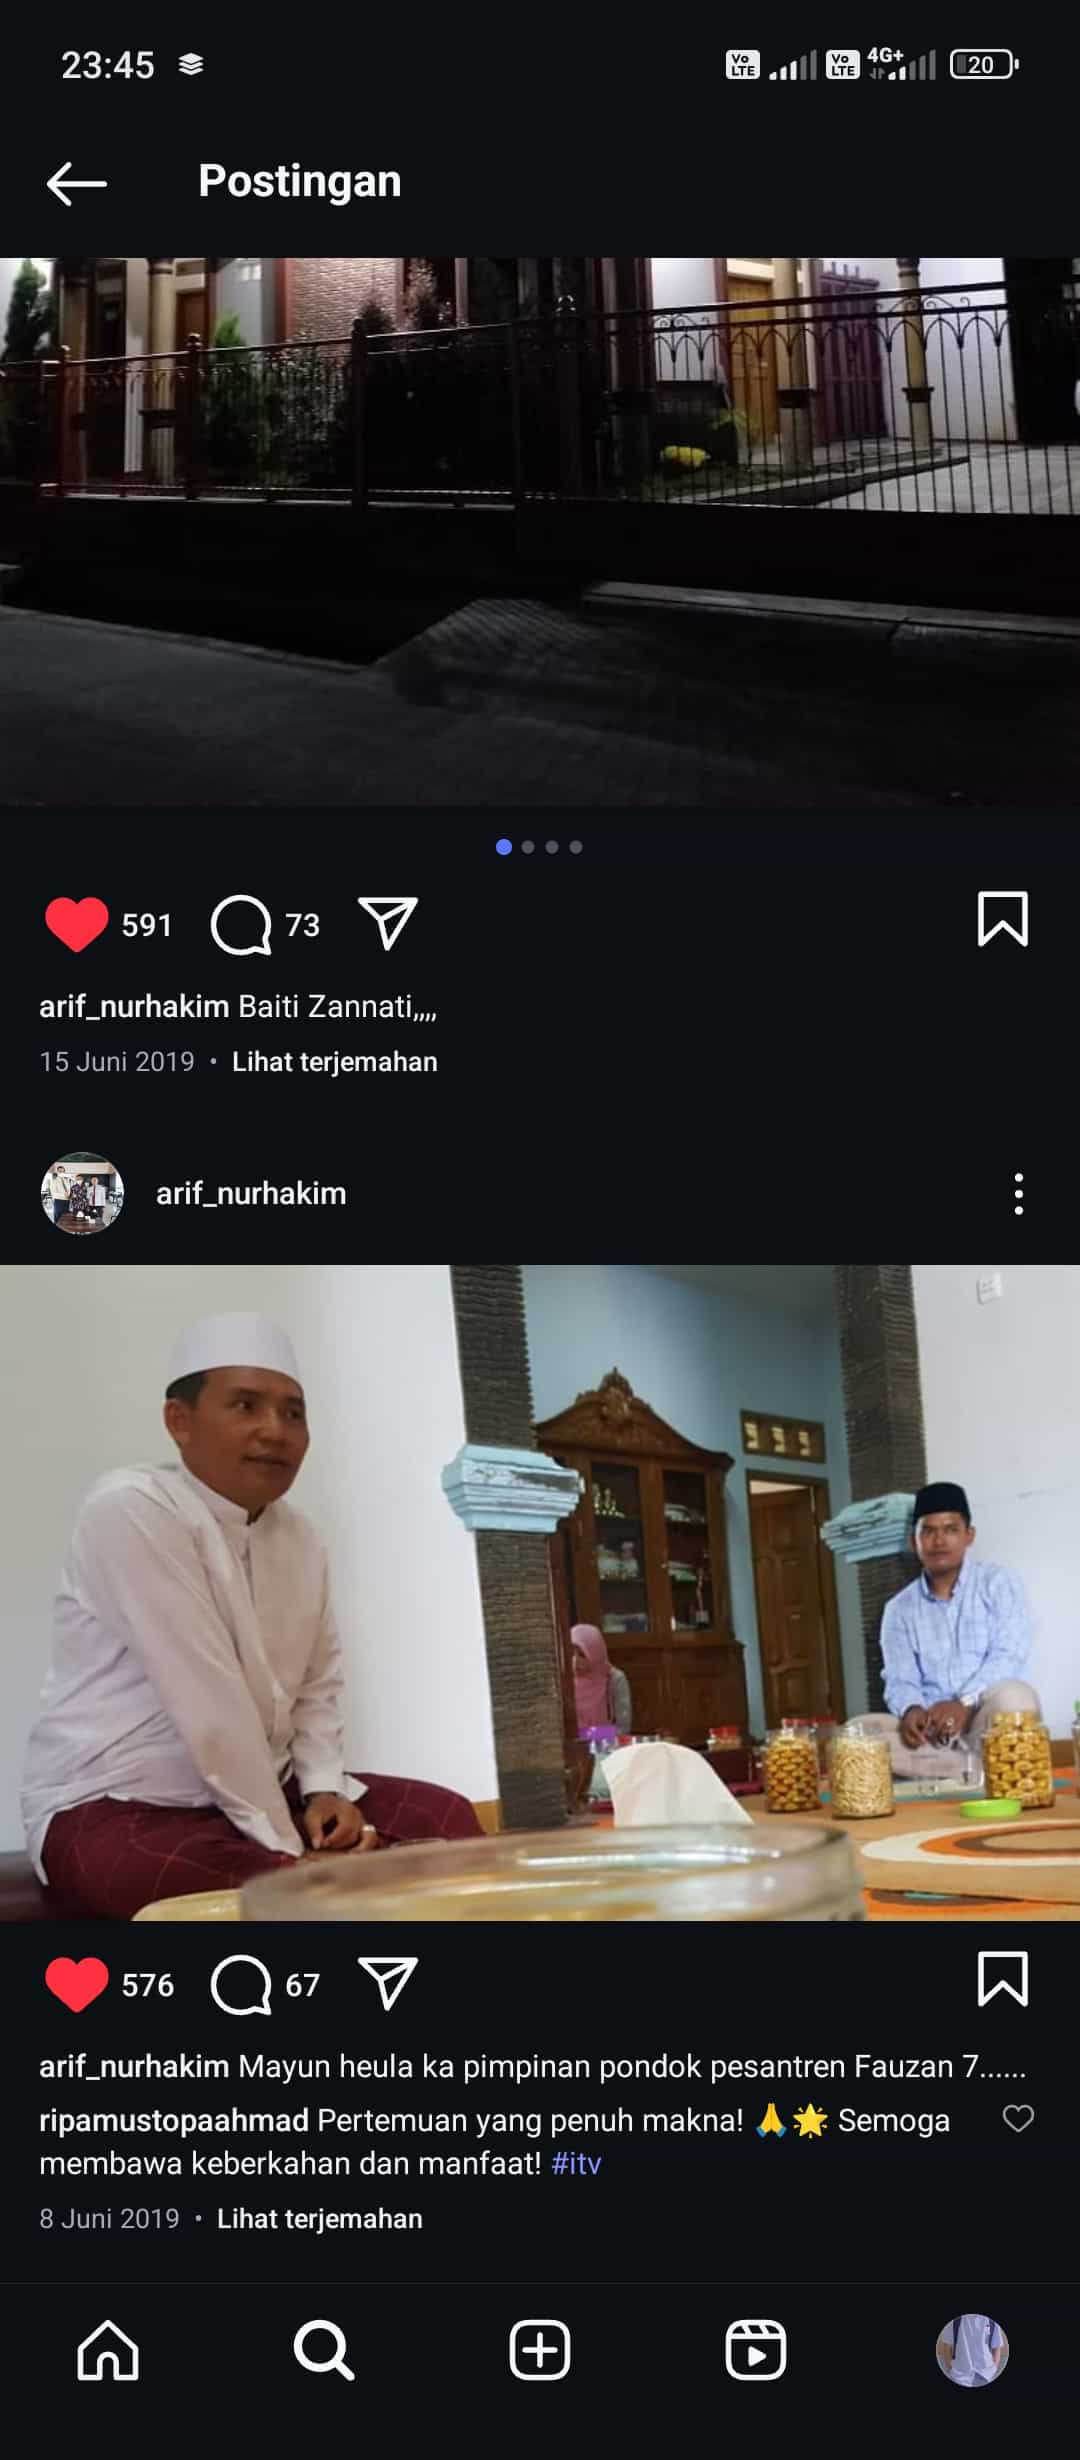 23:45
Vo LTE Vo LTE 4G+ 20
Postingan
591 73
arif_nurhakim Baiti Zannati,,,,
15 Juni 2019 • Lihat terjemahan
arif_nurhakim
576 67
arif_nurhakim Mayun heula ka pimpinan pondok pesantren Fauzan 7......
ripamustopaahmad Pertemuan yang penuh makna! 🙏🌟 Semoga
membawa keberkahan dan manfaat! #itv
8 Juni 2019 • Lihat terjemahan